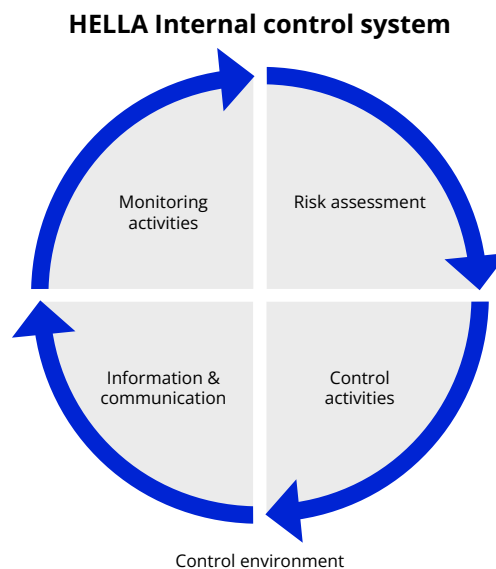 HELLA Internal control system
Monitoring
activities
Risk assessment
Information &
communication
Control
activities
Control environment